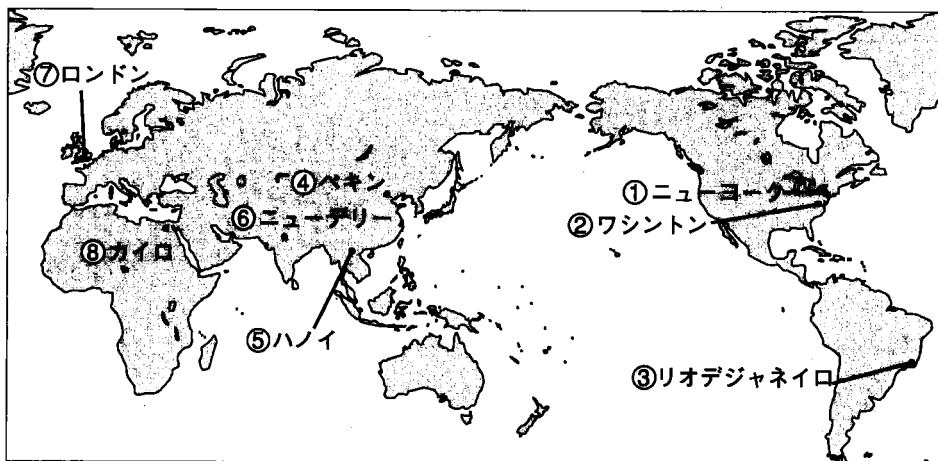 ⑦ロンドン
④ペキン
①ニューヨーク
⑥ニューデリー
②ワシントン
⑧カイロ
⑤ハノイ
③リオデジャネイロ